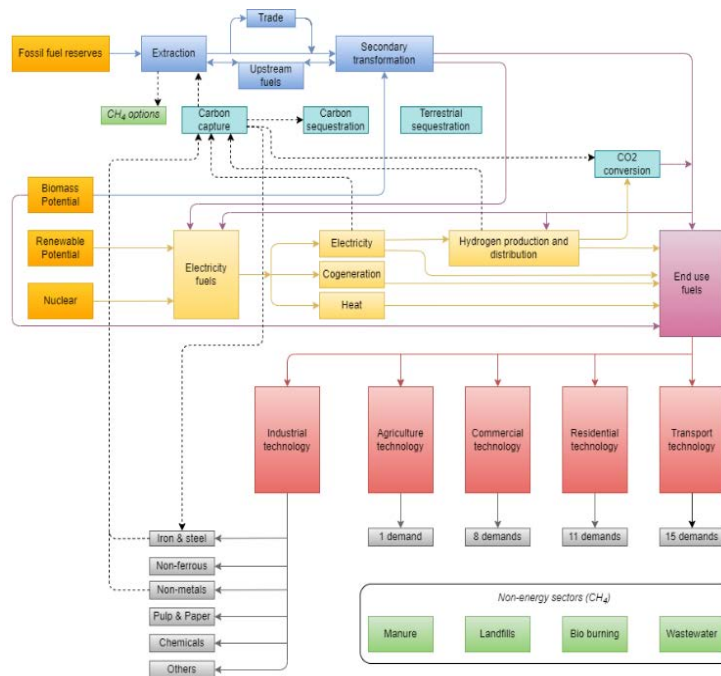 Trade
Fossil fuel reserves
Extraction
Secondary
transformation
Upstream
fuels
CH4 options
Carbon
capture
Carbon
sequestration
Terrestrial
sequestration
CO2
conversion
Biomass
Potential
Renewable
Potential
Nuclear
Electricity
fuels
Electricity
Cogeneration
Heat
Hydrogen production and
distribution
End use
fuels
Industrial
technology
Agriculture
technology
Commercial
technology
Residential
technology
Transport
technology
Iron & steel
Non-ferrous
Non-metals
Pulp & Paper
Chemicals
Others
1 demand
8 demands
11 demands
15 demands
Non-energy sectors (CH4)
Manure
Landfills
Bio burning
Wastewater